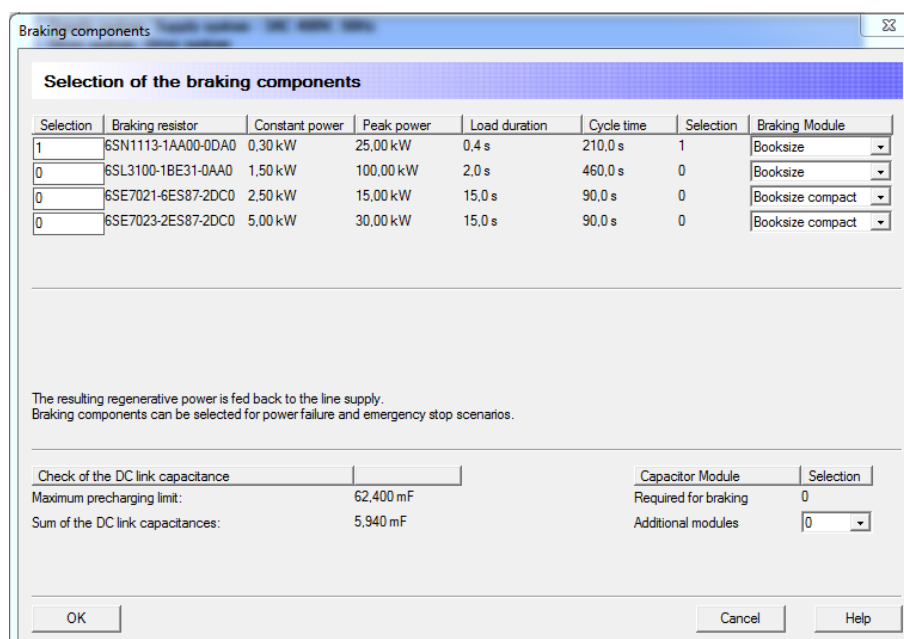 Braking components
Selection of the braking components
Selection Braking resistor Constant power Peak power Load duration Cycle time Selection Braking Module
1 6SN1113-1AA00-0DA0 0,30 kW 25,00 kW 0,4 s 210,0 s 1 Booksize
0 6SL3100-1BE31-0AA0 1,50 kW 100,00 kW 2,0 s 460,0 s 0 Booksize
0 6SE7021-6ES87-2DC0 2,50 kW 15,00 kW 15,0 s 90,0 s 0 Booksize compact
0 6SE7023-2ES87-2DC0 5,00 kW 30,00 kW 15,0 s 90,0 s 0 Booksize compact
The resulting regenerative power is fed back to the line supply.
Braking components can be selected for power failure and emergency stop scenarios.
Check of the DC link capacitance Capacitor Module Selection
Maximum precharging limit: 62,400 mF Required for braking 0
Sum of the DC link capacitances: 5,940 mF Additional modules 0
OK Cancel Help